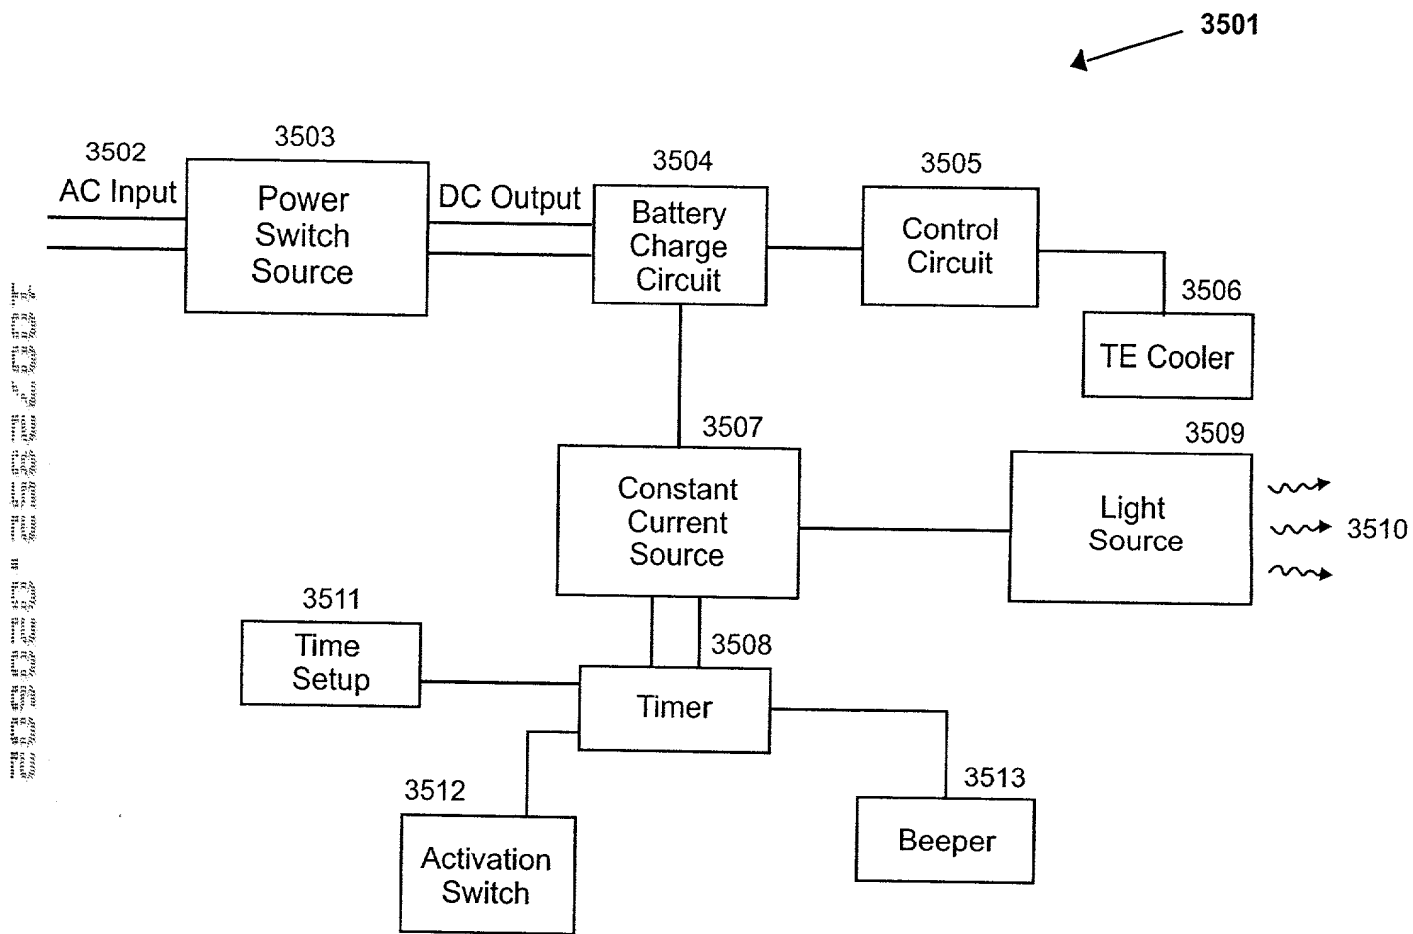 3501
3502
AC Input
3503
Power
Switch
Source
DC Output
3504
Battery
Charge
Circuit
3505
Control
Circuit
3506
TE Cooler
3507
Constant
Current
Source
3509
Light
Source
3510
3511
Time
Setup
3508
Timer
3512
Activation
Switch
3513
Beeper
10072852.020602